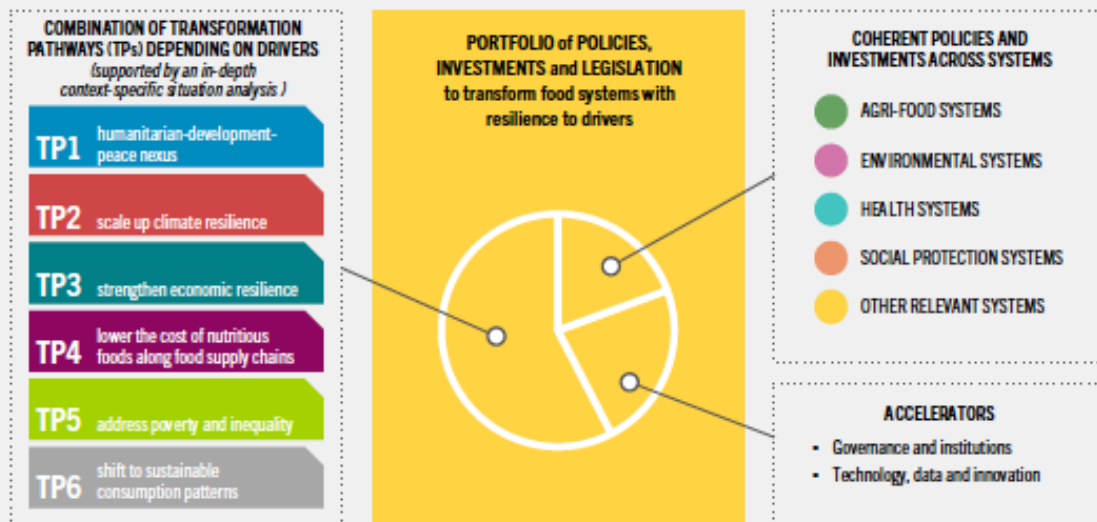 COMBINATION OF TRANSFORMATION
PATHWAYS (TPs) DEPENDING ON DRIVERS
(supported by an in-depth
context-specific situation analysis )
TP1
humanitarian-development-
peace nexus
TP2
scale up climate resilience
TP3
strengthen economic resilience
TP4
lower the cost of nutritious
foods along food supply chains
TP5
address poverty and inequality
TP6
shift to sustainable
consumption patterns
PORTFOLIO of POLICIES,
INVESTMENTS and LEGISLATION
to transform food systems with
resilience to drivers
COHERENT POLICIES AND
INVESTMENTS ACROSS SYSTEMS
AGRI-FOOD SYSTEMS
ENVIRONMENTAL SYSTEMS
HEALTH SYSTEMS
SOCIAL PROTECTION SYSTEMS
OTHER RELEVANT SYSTEMS
ACCELERATORS
▪ Governance and institutions
▪ Technology, data and innovation